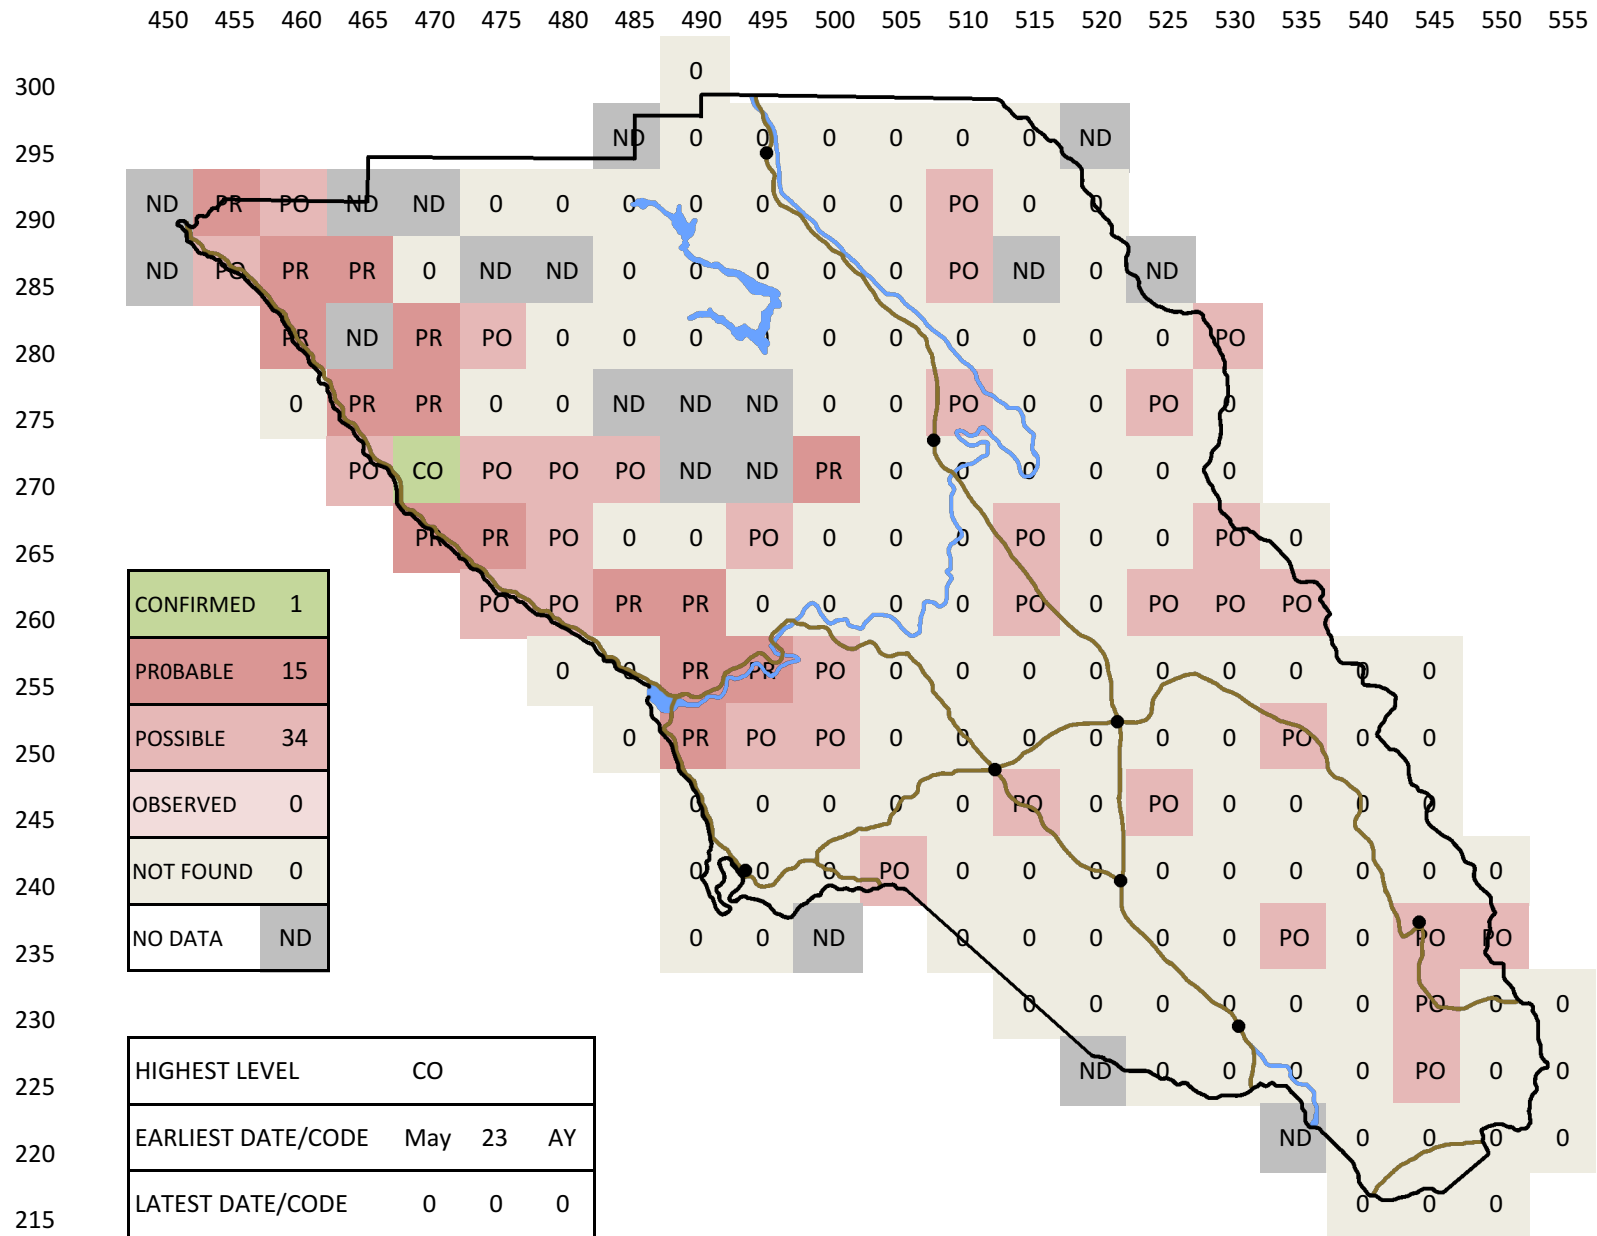 450 455 460 465 470 475 480 485 490 495 500 505 510 515 520 525 530 535 540 545 550 555
300 0
295 ND 0 0 0 0 0 0 ND
290 ND PR PO ND ND 0 0 0 0 0 0 0 PO 0 0
285 ND PO PR PR 0 ND ND 0 0 0 0 0 PO ND 0 ND
280 PR ND PR PO 0 0 0 0 0 0 0 0 0 0 PO
275 0 PR PR 0 0 ND ND ND 0 0 PO 0 0 PO 0
270 PO CO PO PO PO ND ND PR 0 0 0 0 0 0
265 PR PR PO 0 0 PO 0 0 0 PO 0 0 PO 0
260 PO PO PR PR 0 0 0 0 PO 0 PO PO PO
255 0 0 PR PR PO 0 0 0 0 0 0 0 0 0
250 0 PR PO PO 0 0 0 0 0 0 PO 0 0
245 0 0 0 0 0 PO 0 PO 0 0 0 0
240 0 0 0 PO 0 0 0 0 0 0 0 0 0
235 0 0 ND 0 0 0 0 0 PO 0 PO PO
230 0 0 0 0 0 0 PO 0 0
225 ND 0 0 0 0 PO 0 0
220 ND 0 0 0 0
215 0 0 0
CONFIRMED 1
PR0BABLE 15
POSSIBLE 34
OBSERVED 0
NOT FOUND 0
NO DATA ND
HIGHEST LEVEL CO
EARLIEST DATE/CODE May 23 AY
LATEST DATE/CODE 0 0 0